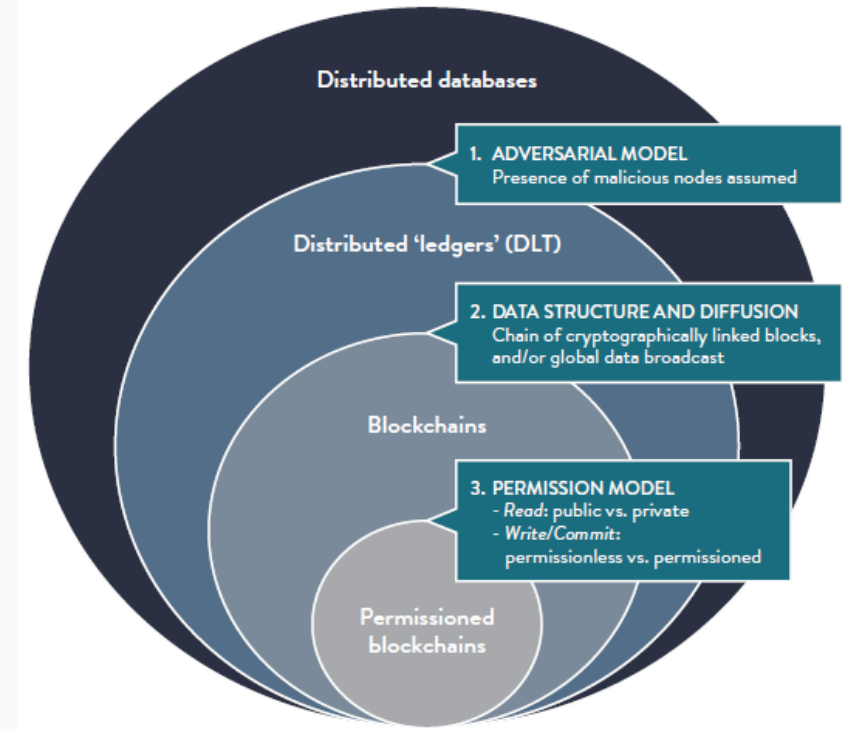 Distributed databases
1. ADVERSARIAL MODEL
Presence of malicious nodes assumed
Distributed ‘ledgers’ (DLT)
2. DATA STRUCTURE AND DIFFUSION
Chain of cryptographically linked blocks,
and/or global data broadcast
Blockchains
3. PERMISSION MODEL
- Read: public vs. private
- Write/Commit:
permissionless vs. permissioned
Permissioned
blockchains